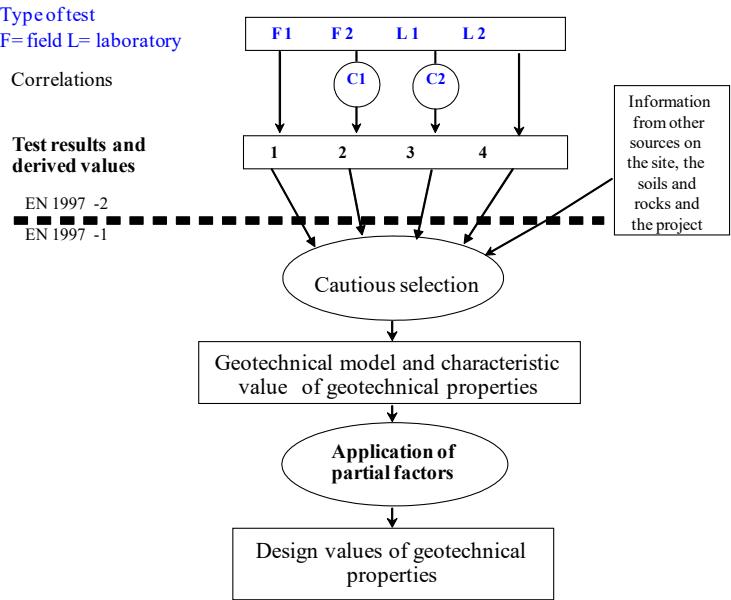 Type of test
F= field L= laboratory
F 1 F 2 L 1 L 2
Correlations
C1 C2
Test results and
derived values
1 2 3 4
Information
from other
sources on
the site, the
soils and
rocks and
the project
EN 1997 -2
EN 1997 -1
Cautious selection
Geotechnical model and characteristic
value of geotechnical properties
Application of
partial factors
Design values of geotechnical
properties